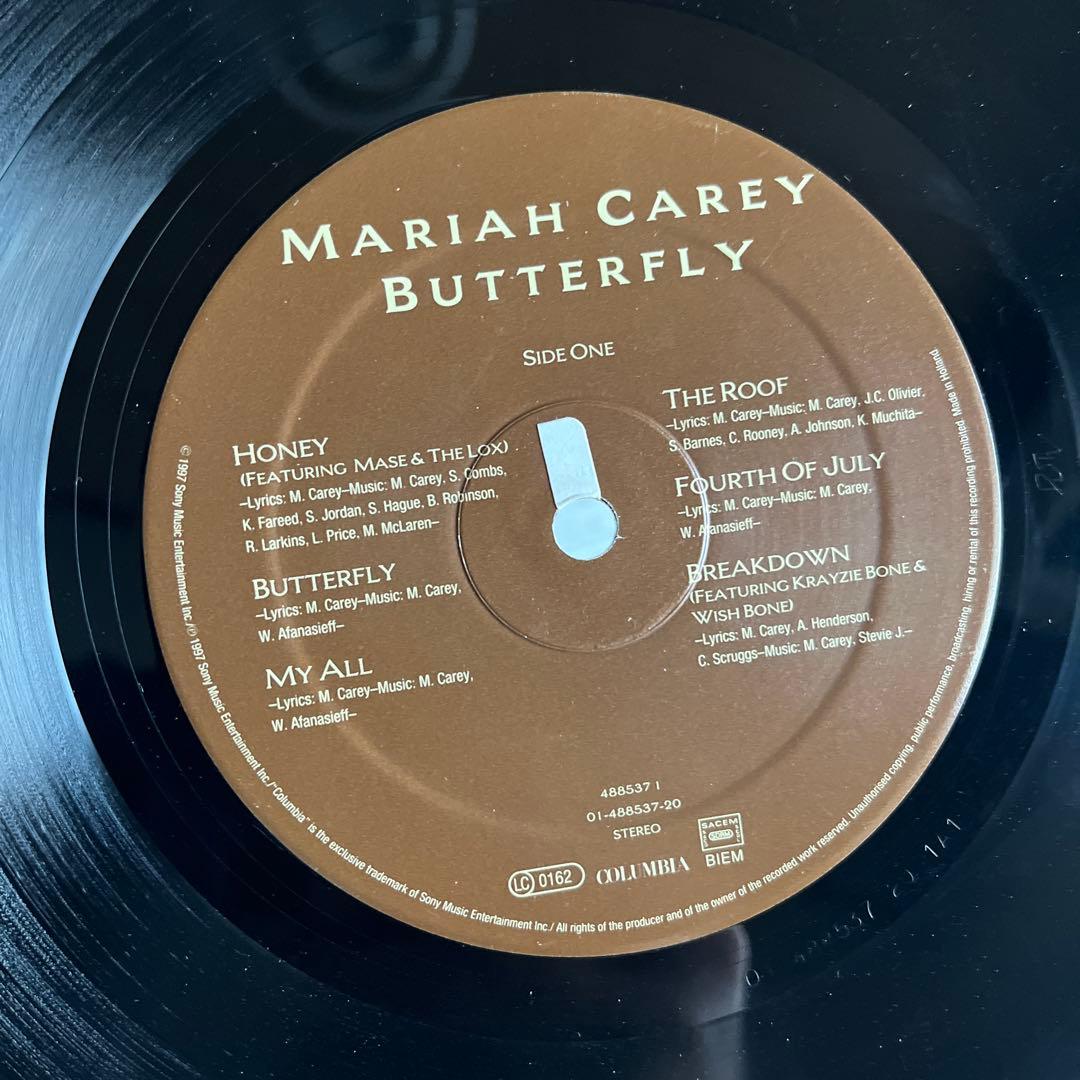 MARIAH CAREY
BUTTERFLY
SIDE ONE
HONEY
(FEATURING MASE & THE LOX)
–Lyrics: M. Carey–Music: M. Carey, S. Combs,
K. Fareed, S. Jordan, S. Hague, B. Robinson,
R. Larkins, L. Price, M. McLaren–
BUTTERFLY
–Lyrics: M. Carey–Music: M. Carey,
W. Afanasieff–
MY ALL
–Lyrics: M. Carey–Music: M. Carey,
W. Afanasieff–
THE ROOF
–Lyrics: M. Carey–Music: M. Carey, J.C. Olivier,
S. Barnes, C. Rooney, A. Johnson, K. Muchita–
FOURTH OF JULY
–Lyrics: M. Carey–Music: M. Carey,
W. Afanasieff–
BREAKDOWN
(FEATURING KRAYZIE BONE &
WISH BONE)
–Lyrics: M. Carey, A. Henderson,
C. Scruggs–Music: M. Carey, Stevie J.–
488537 1
01-488537-20
STEREO
SACEM
BIEM
LC 0162
COLUMBIA
© 1997 Sony Music Entertainment Inc./℗ 1997 Sony Music Entertainment Inc./"Columbia" is the exclusive trademark of Sony Music Entertainment Inc./ All rights of the producer and of the owner of the recorded work reserved. Unauthorised copying, public performance, broadcasting, hiring or rental of this recording prohibited. Made in Holland
1A1